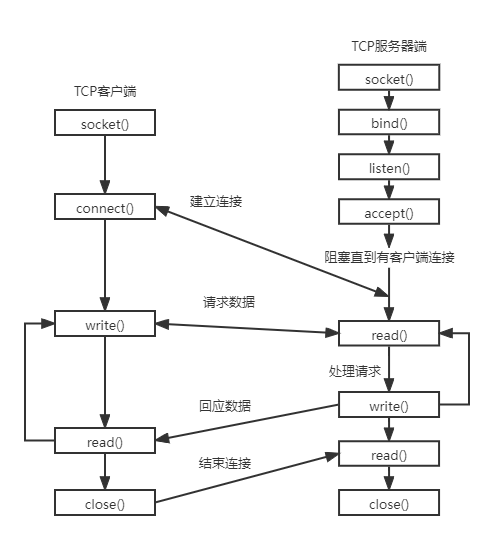 TCP服务器端
socket()
bind()
listen()
accept()
阻塞直到有客户端连接
read()
处理请求
write()
read()
close()
TCP客户端
socket()
connect()
write()
read()
close()
建立连接
请求数据
回应数据
结束连接